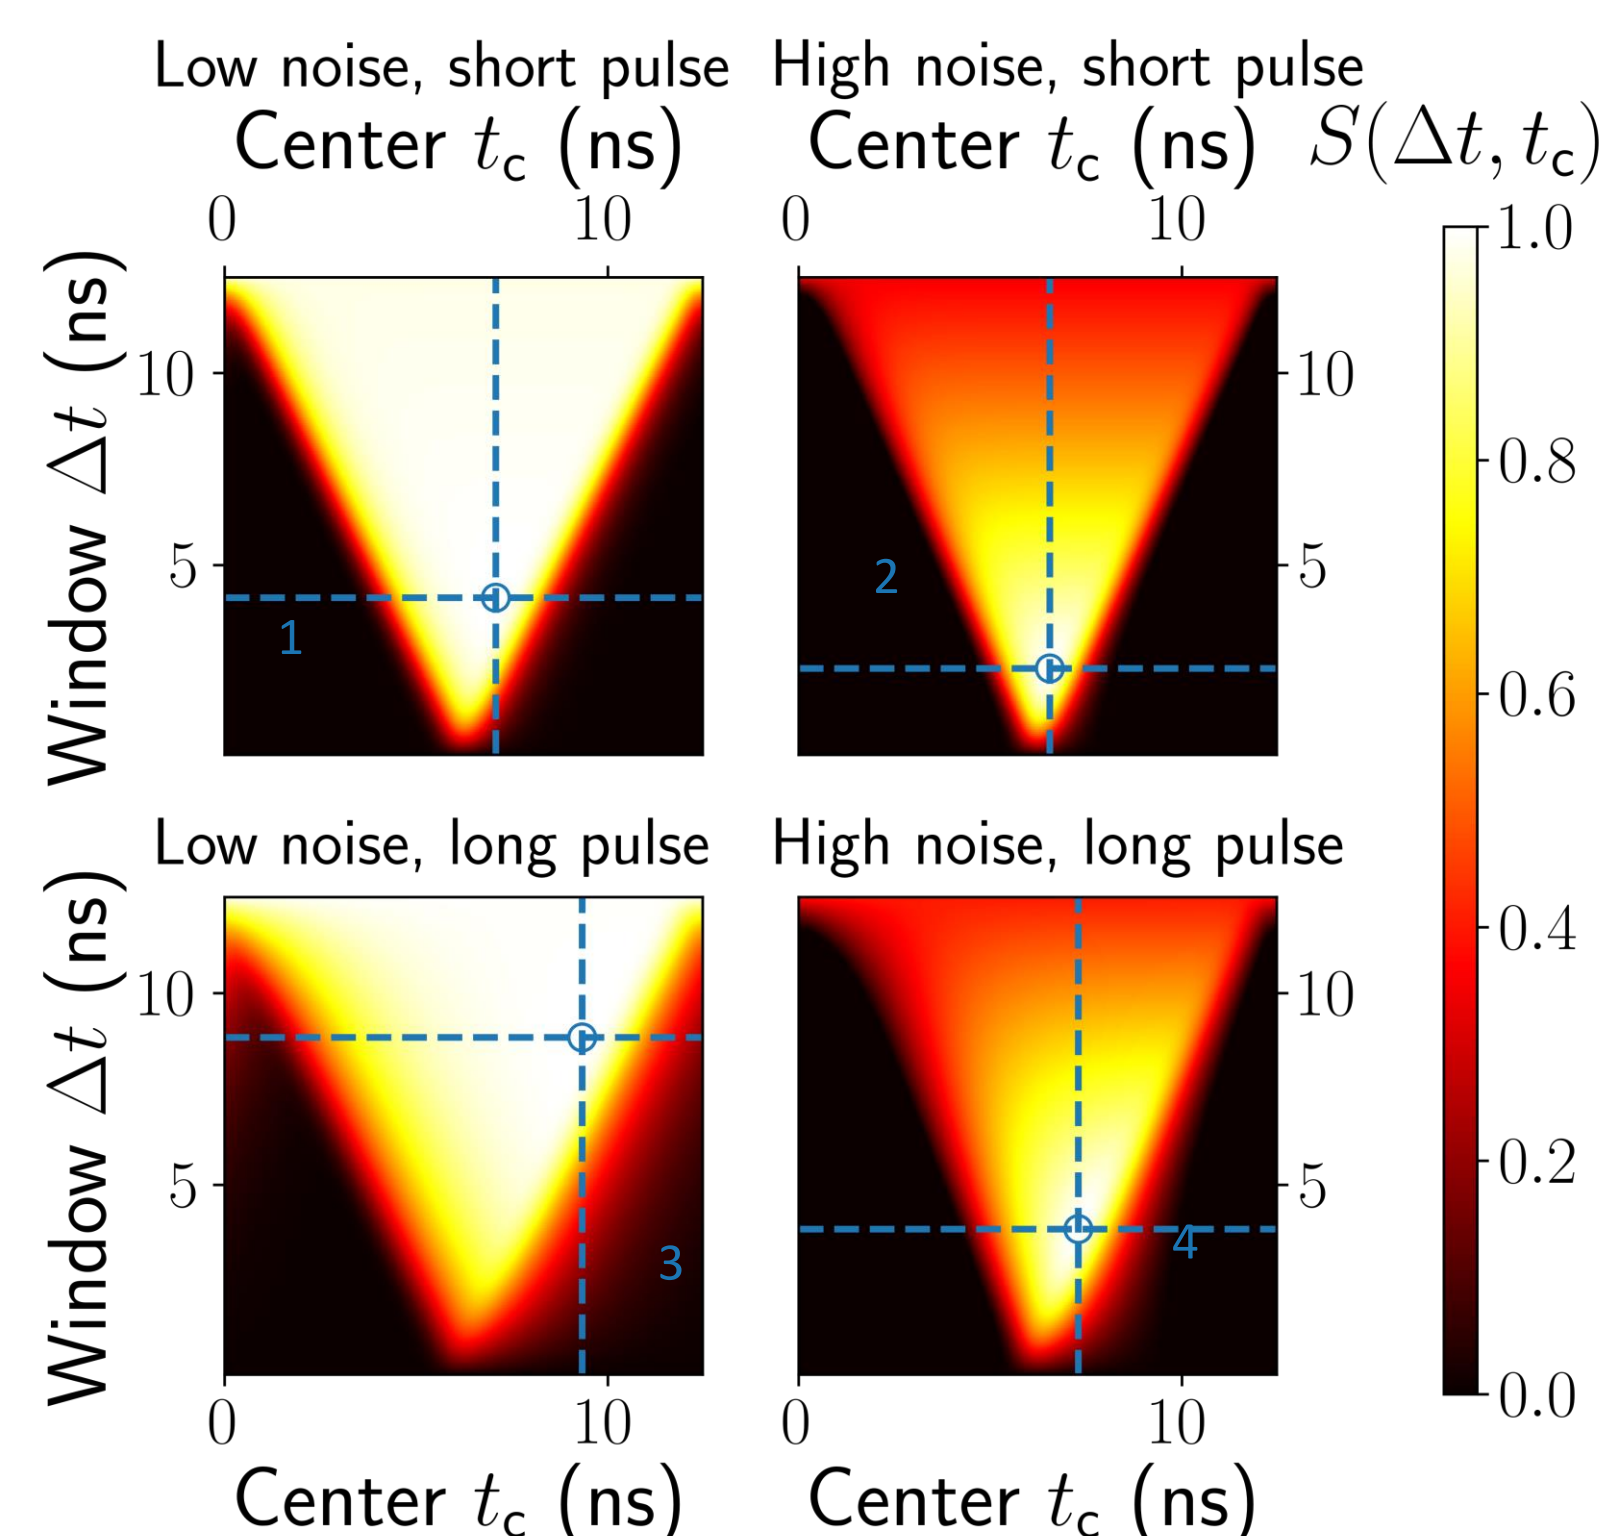 Low noise, short pulse
High noise, short pulse
Center t_c (ns)
Center t_c (ns)
S(Δt, t_c)
0
10
0
10
Window Δt (ns)
10
5
1
2
10
5
1.0
0.8
0.6
0.4
0.2
0.0
Low noise, long pulse
High noise, long pulse
Window Δt (ns)
10
5
3
4
10
5
0
10
0
10
Center t_c (ns)
Center t_c (ns)